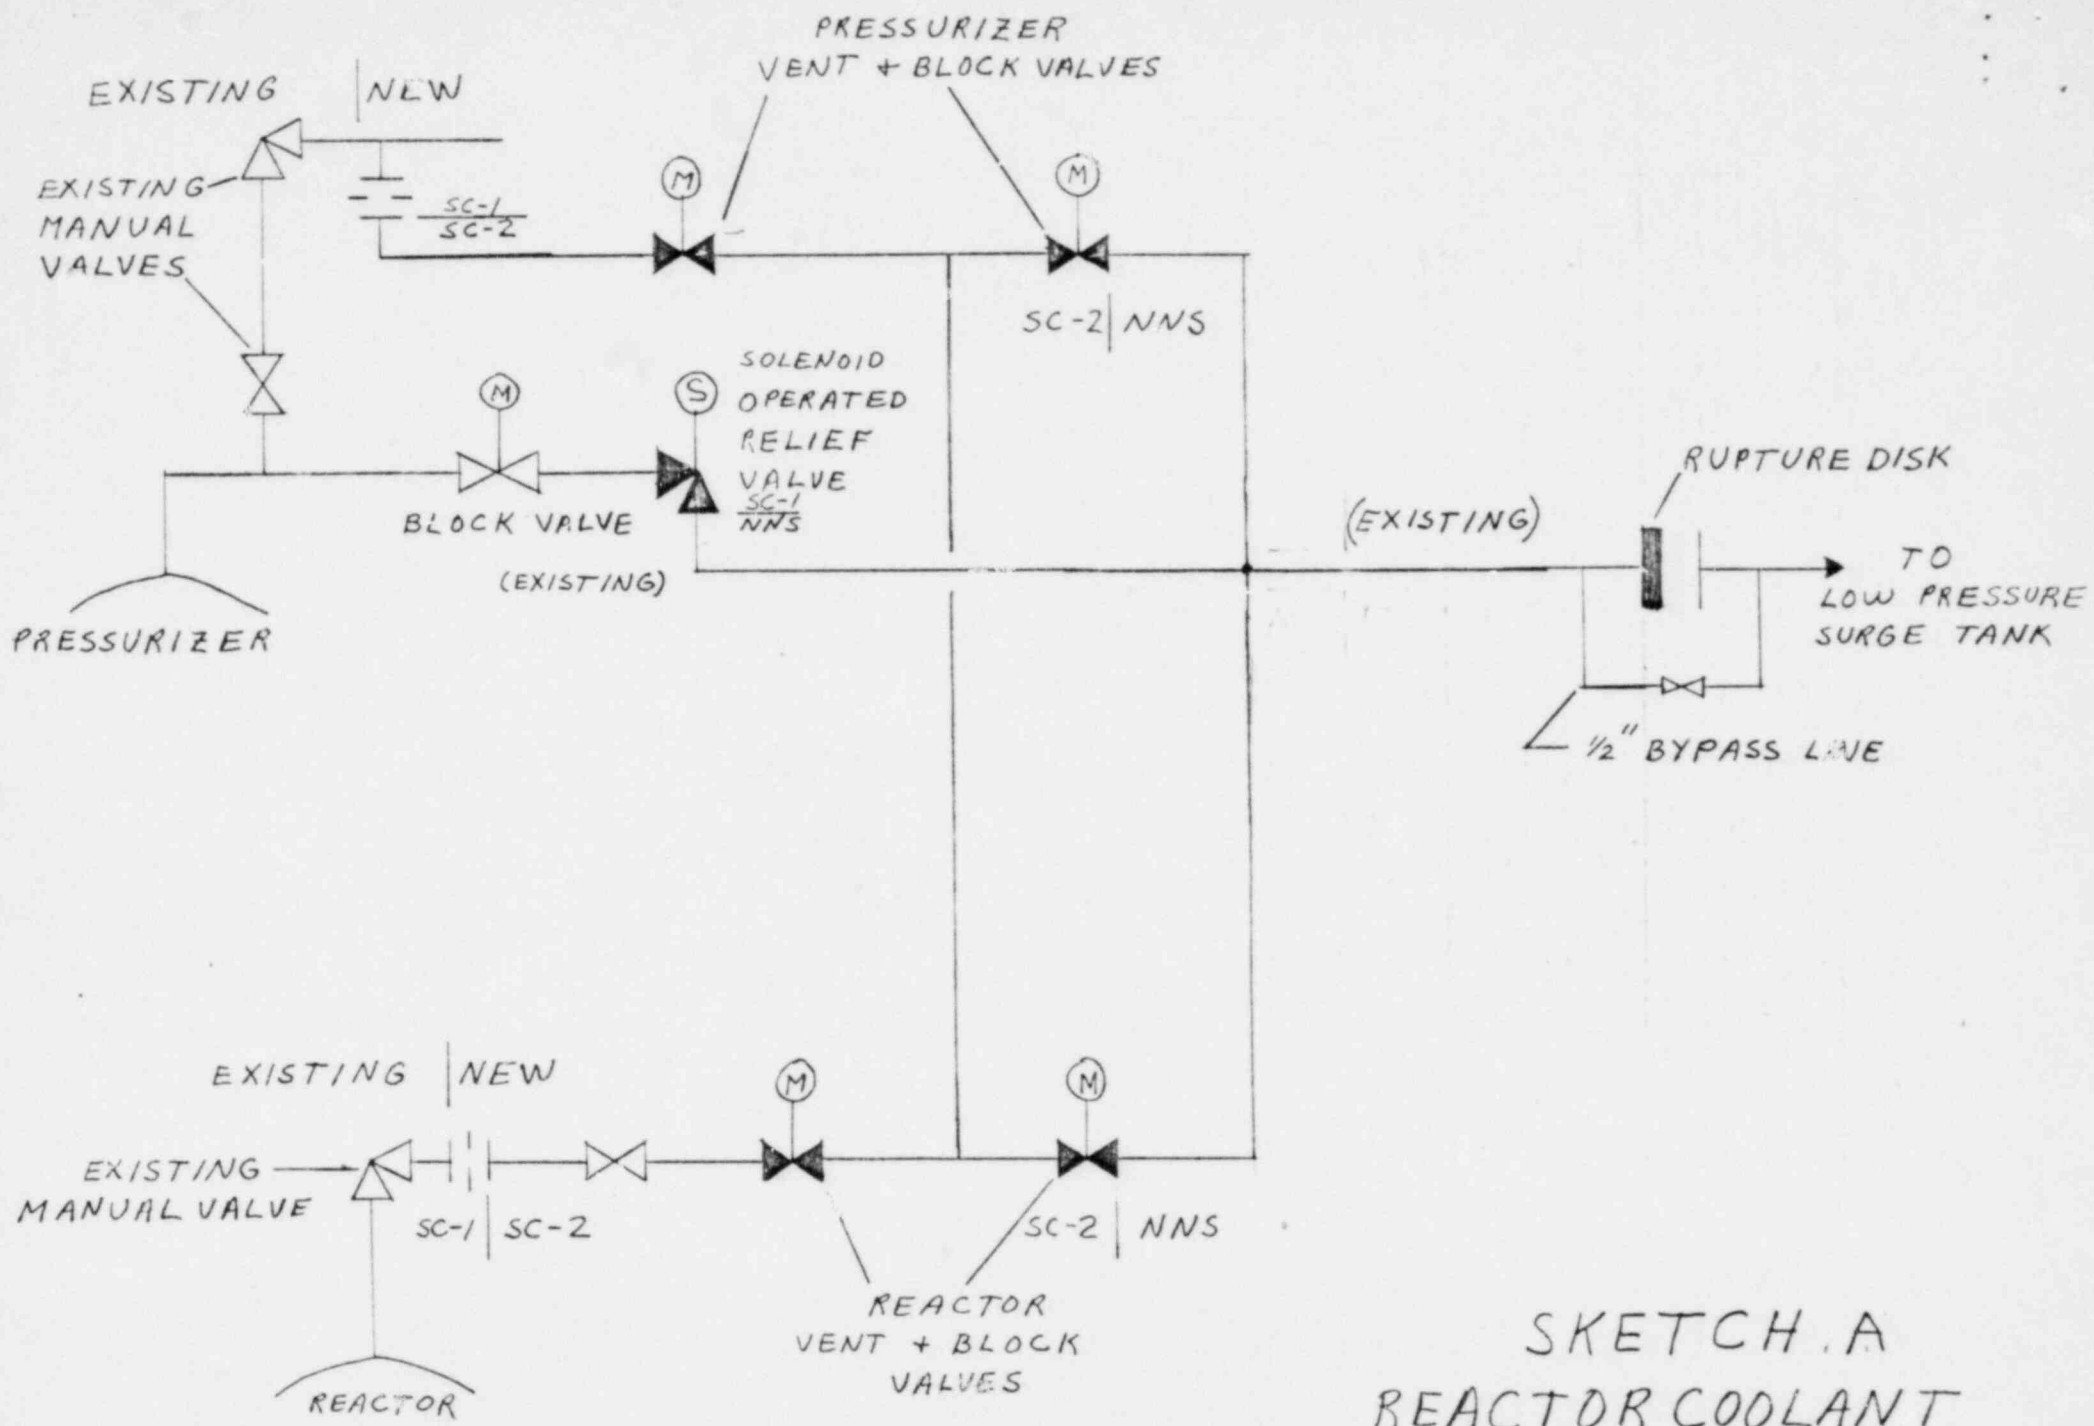 PRESSURIZER
VENT + BLOCK VALVES
EXISTING | NEW
EXISTING
MANUAL
VALVES
SC-1
SC-2
M
M
SC-2 | NNS
M
S
SOLENOID
OPERATED
RELIEF
VALVE
SC-1
NNS
BLOCK VALVE
(EXISTING)
PRESSURIZER
(EXISTING)
RUPTURE DISK
TO
LOW PRESSURE
SURGE TANK
1/2" BYPASS LINE
EXISTING | NEW
M
M
EXISTING
MANUAL VALVE
SC-1 | SC-2
SC-2 | NNS
REACTOR
VENT + BLOCK
VALVES
REACTOR
SKETCH A
REACTOR COOLANT